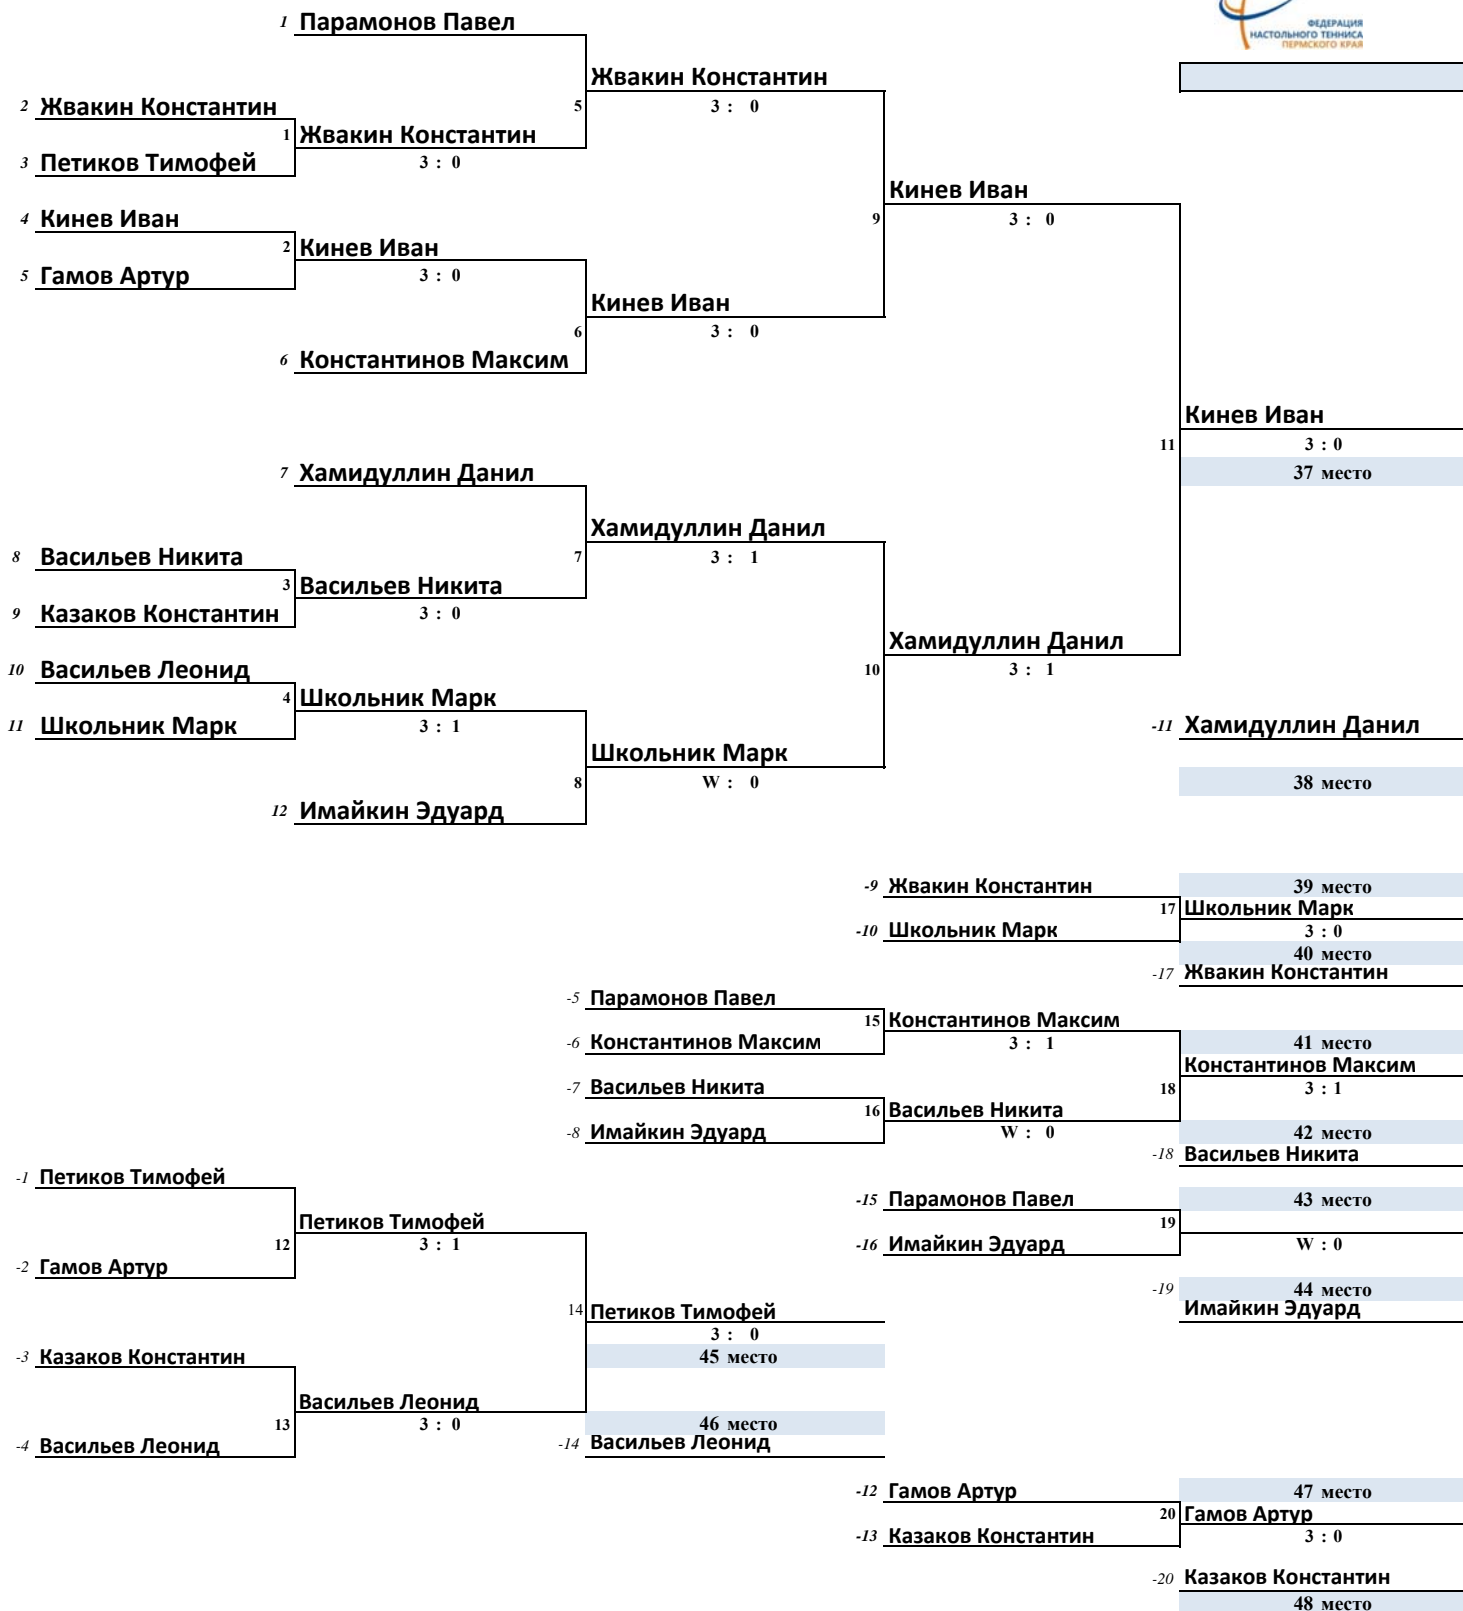 ФЕДЕРАЦИЯ
НАСТОЛЬНОГО ТЕННИСА
ПЕРМСКОГО КРАЯ
1 Парамонов Павел
Жвакин Константин
2 Жвакин Константин
5
3 : 0
1 Жвакин Константин
3 Петиков Тимофей
3 : 0
Кинев Иван
4 Кинев Иван
9
3 : 0
2 Кинев Иван
5 Гамов Артур
3 : 0
Кинев Иван
6
3 : 0
6 Константинов Максим
Кинев Иван
11
3 : 0
7 Хамидуллин Данил
37 место
Хамидуллин Данил
8 Васильев Никита
7
3 : 1
3 Васильев Никита
9 Казаков Константин
3 : 0
Хамидуллин Данил
10 Васильев Леонид
10
3 : 1
4 Школьник Марк
11 Школьник Марк
3 : 1
-11 Хамидуллин Данил
Школьник Марк
8
W : 0
38 место
12 Имайкин Эдуард
-9 Жвакин Константин
39 место
17 Школьник Марк
-10 Школьник Марк
3 : 0
40 место
-17 Жвакин Константин
-5 Парамонов Павел
15 Константинов Максим
-6 Константинов Максим
3 : 1
41 место
Константинов Максим
-7 Васильев Никита
18
3 : 1
16 Васильев Никита
-8 Имайкин Эдуард
W : 0
42 место
-18 Васильев Никита
-1 Петиков Тимофей
-15 Парамонов Павел
43 место
Петиков Тимофей
19
12
3 : 1
-16 Имайкин Эдуард
W : 0
-2 Гамов Артур
-19
44 место
14 Петиков Тимофей
Имайкин Эдуард
3 : 0
-3 Казаков Константин
45 место
Васильев Леонид
13
3 : 0
46 место
-4 Васильев Леонид
-14 Васильев Леонид
-12 Гамов Артур
47 место
20 Гамов Артур
-13 Казаков Константин
3 : 0
-20 Казаков Константин
48 место